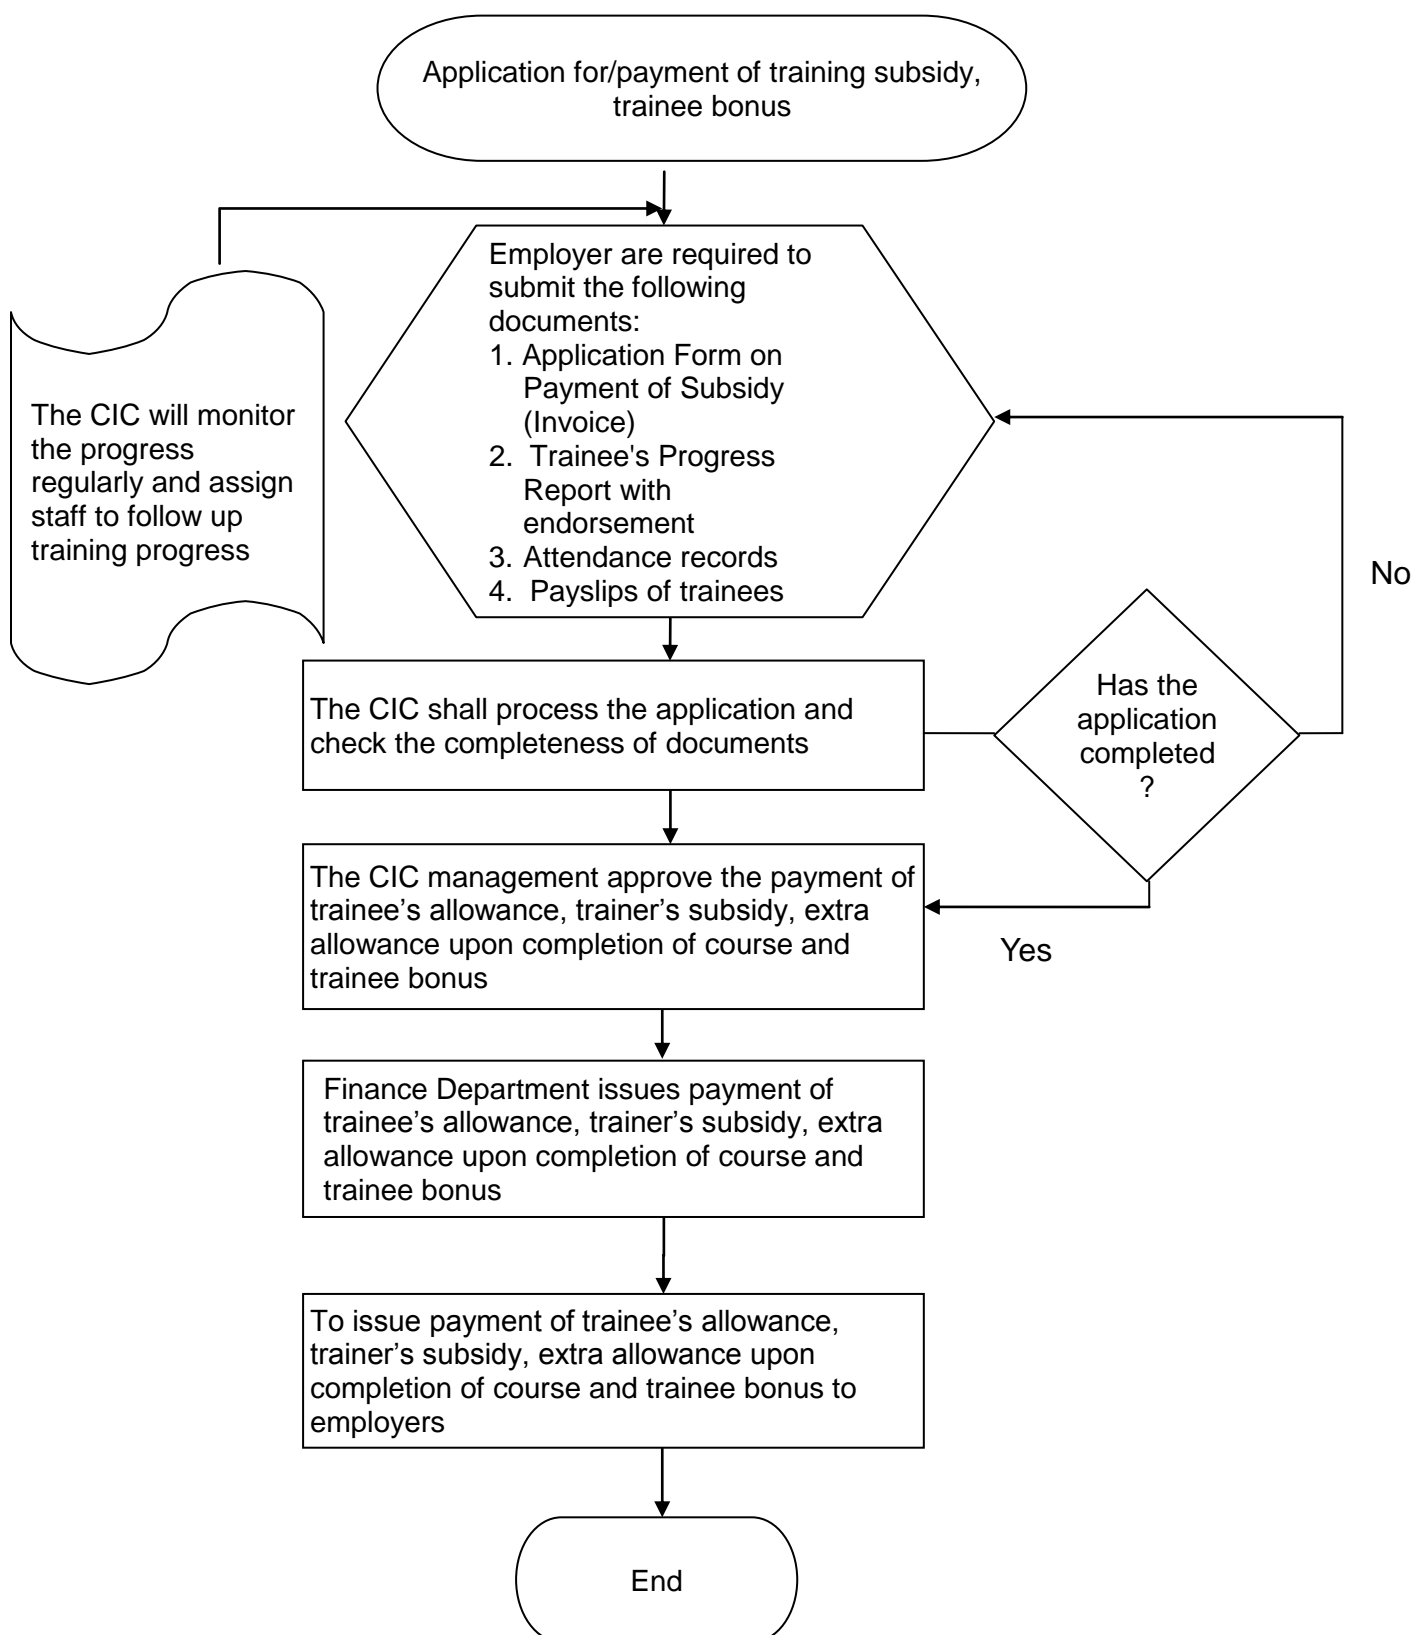 Application for/payment of training subsidy,
trainee bonus
Employer are required to
submit the following
documents:
1. Application Form on
Payment of Subsidy
(Invoice)
2. Trainee's Progress
Report with
endorsement
3. Attendance records
4. Payslips of trainees
The CIC will monitor
the progress
regularly and assign
staff to follow up
training progress
No
Has the
application
completed
?
The CIC shall process the application and
check the completeness of documents
The CIC management approve the payment of
trainee’s allowance, trainer’s subsidy, extra
allowance upon completion of course and
trainee bonus
Yes
Finance Department issues payment of
trainee’s allowance, trainer’s subsidy, extra
allowance upon completion of course and
trainee bonus
To issue payment of trainee’s allowance,
trainer’s subsidy, extra allowance upon
completion of course and trainee bonus to
employers
End